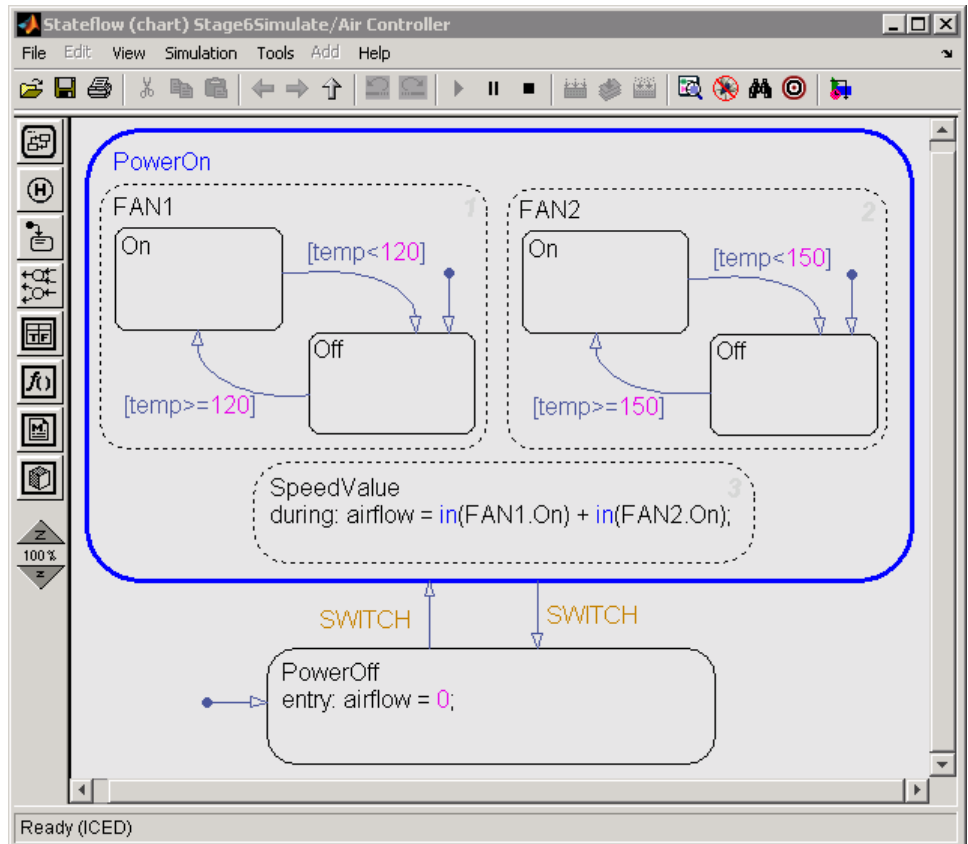 Stateflow (chart) Stage6Simulate/Air Controller
File Edit View Simulation Tools Add Help
PowerOn
FAN1
1
On
[temp<120]
Off
[temp>=120]
FAN2
2
On
[temp<150]
Off
[temp>=150]
SpeedValue
3
during: airflow = in(FAN1.On) + in(FAN2.On);
SWITCH
SWITCH
PowerOff
entry: airflow = 0;
H
TF
f()
M
Z
100 %
Z
Ready (ICED)